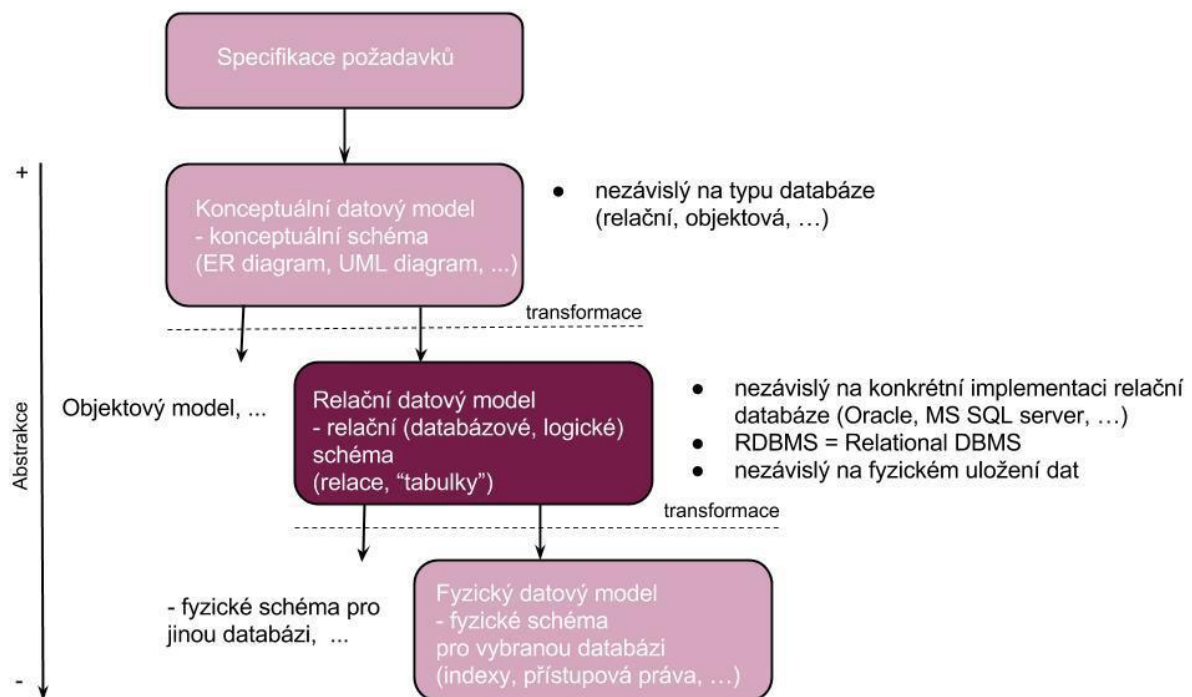 Specifikace požadavků
+
Konceptuální datový model
- konceptuální schéma
(ER diagram, UML diagram, ...)
● nezávislý na typu databáze
(relační, objektová, …)
transformace
Objektový model, ...
Relační datový model
- relační (databázové, logické)
schéma
(relace, “tabulky”)
● nezávislý na konkrétní implementaci relační
databáze (Oracle, MS SQL server, …)
● RDBMS = Relational DBMS
● nezávislý na fyzickém uložení dat
Abstrakce
transformace
- fyzické schéma pro
jinou databázi, ...
Fyzický datový model
- fyzické schéma
pro vybranou databázi
(indexy, přístupová práva, …)
-